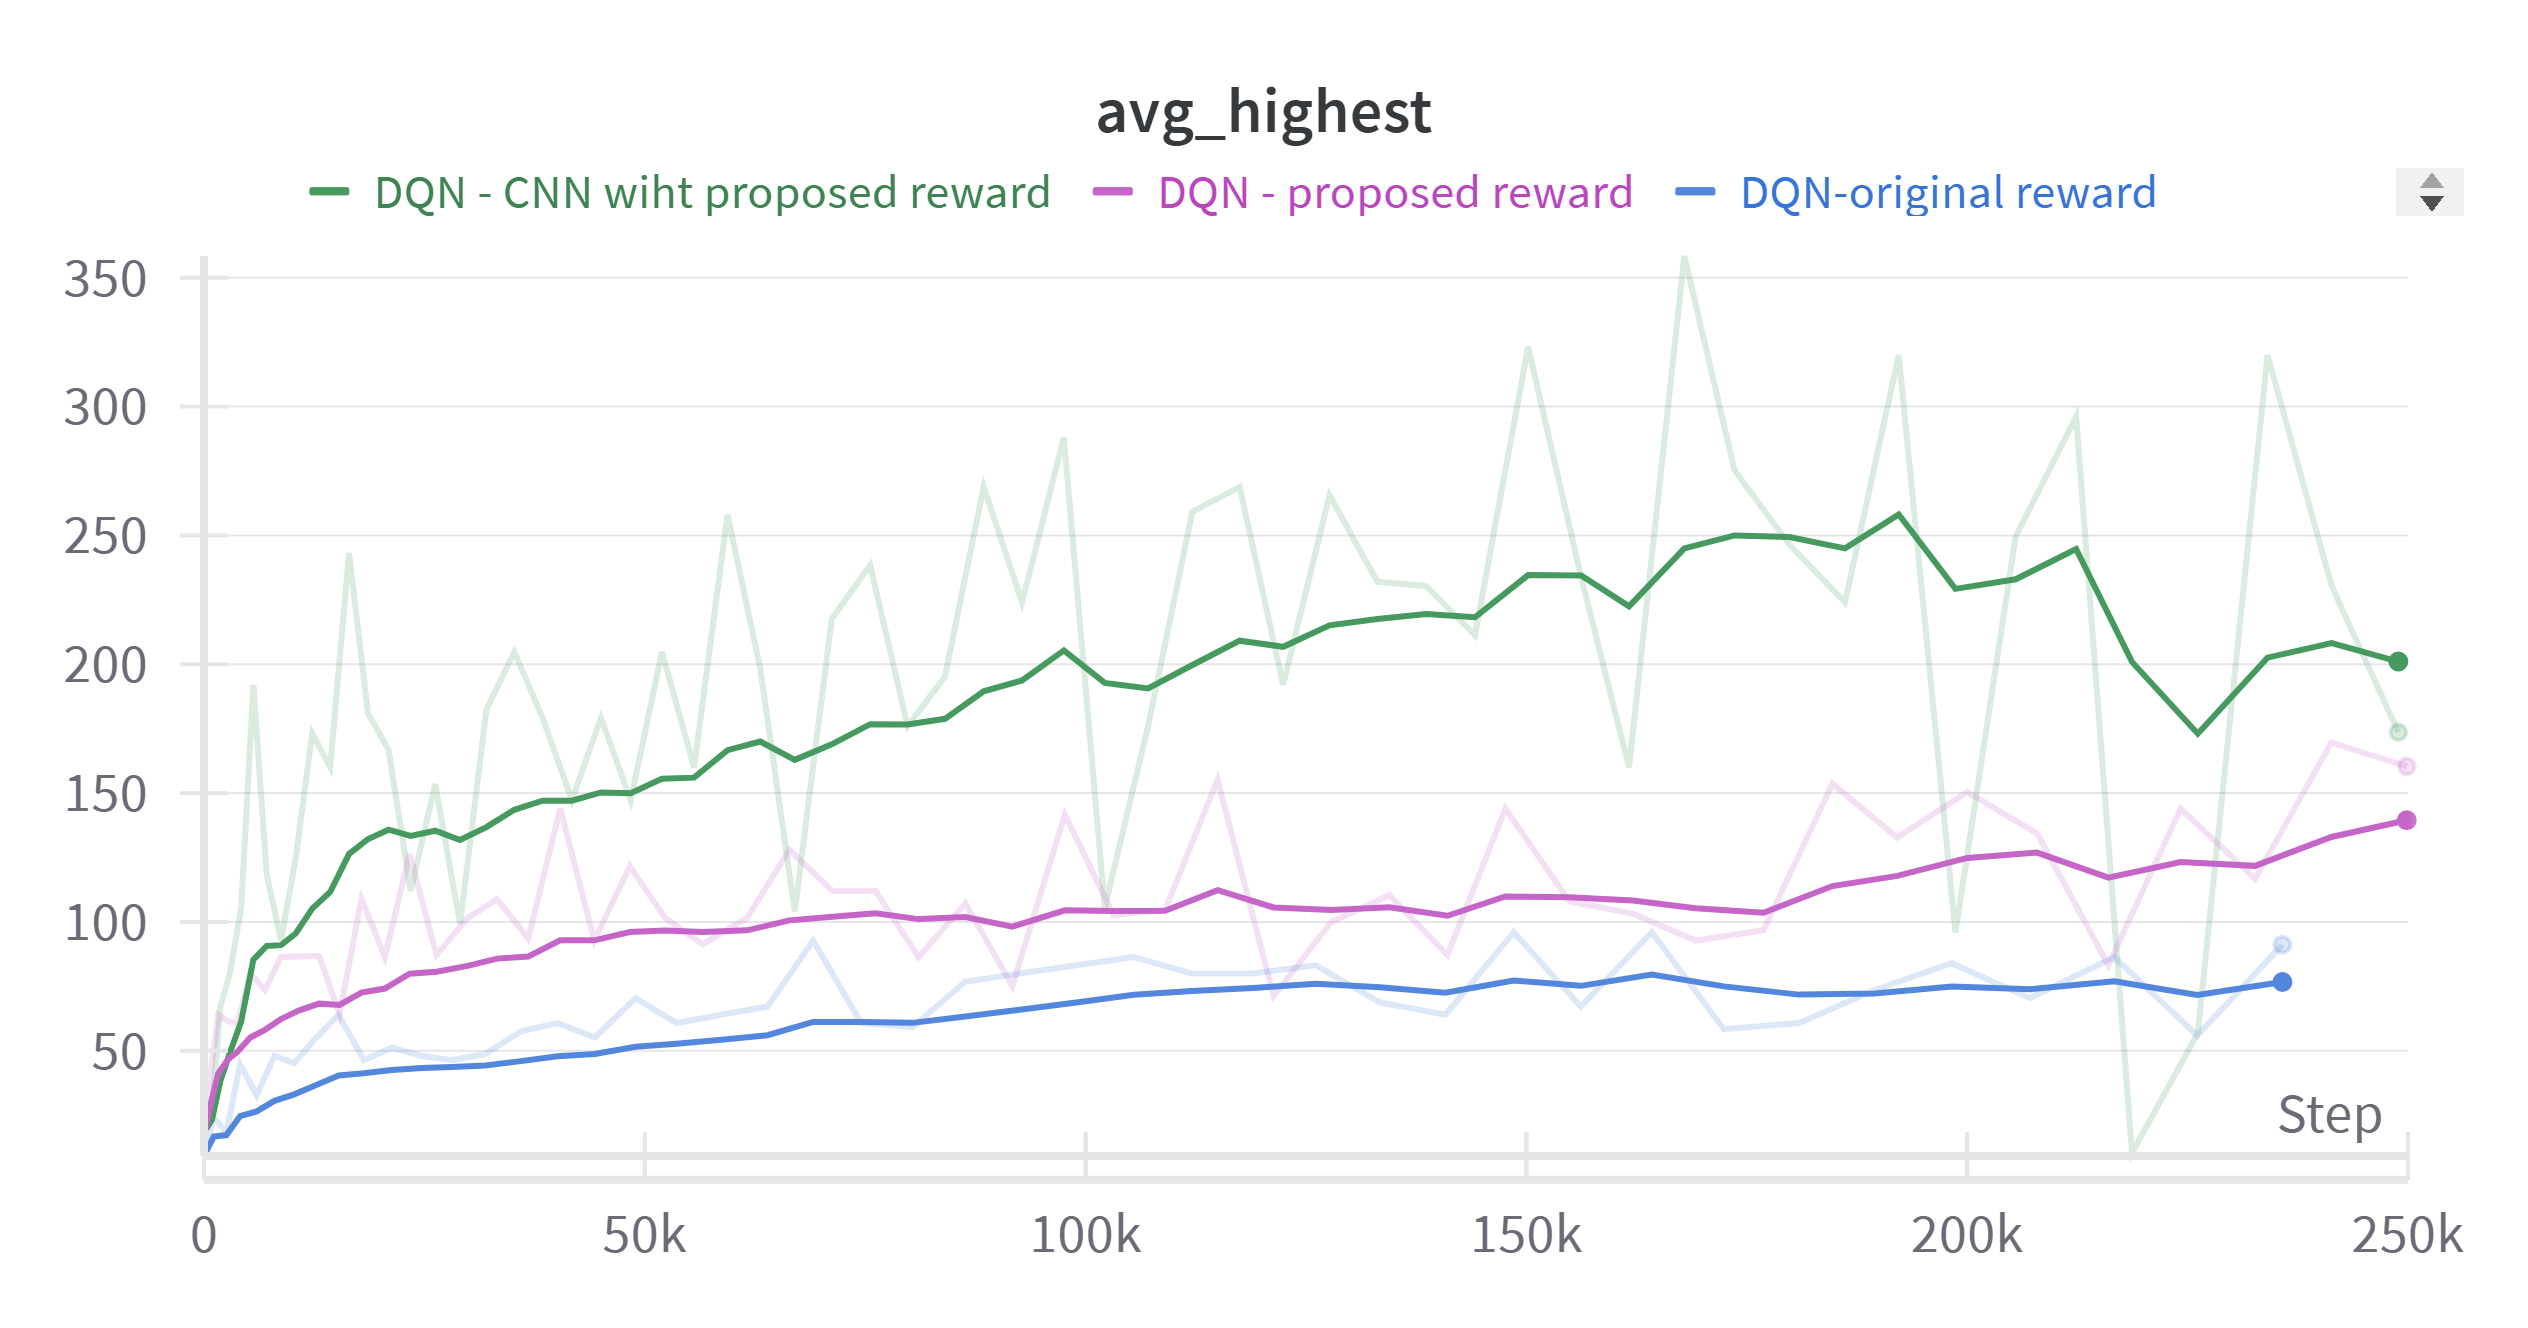 avg_highest
DQN - CNN wiht proposed reward DQN - proposed reward DQN-original reward
350
300
250
200
150
100
50
Step
0 50k 100k 150k 200k 250k